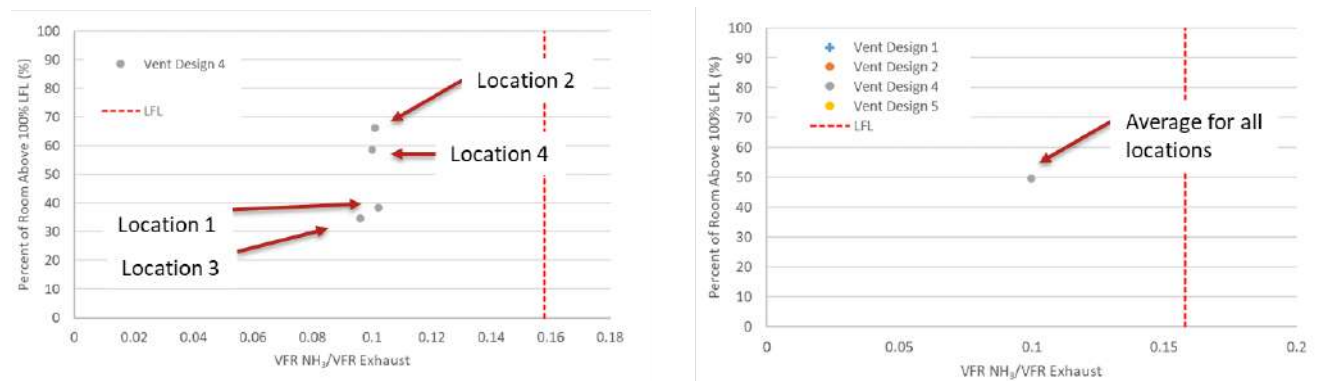 100
90
80
70
60
50
40
30
20
10
0
Percent of Room Above 100% LFL (%)
Vent Design 4
LFL
Location 2
Location 4
Location 1
Location 3
0 0.02 0.04 0.06 0.08 0.1 0.12 0.14 0.16 0.18
VFR NH₃/VFR Exhaust
100
90
80
70
60
50
40
30
20
10
0
Percent of Room Above 100% LFL (%)
Vent Design 1
Vent Design 2
Vent Design 4
Vent Design 5
LFL
Average for all
locations
0 0.05 0.1 0.15 0.2
VFR NH₃/VFR Exhaust